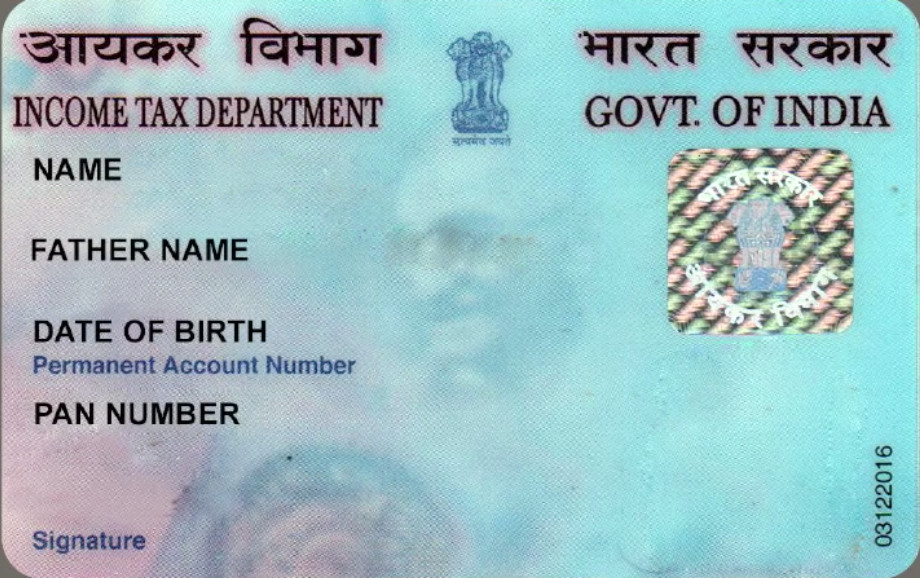 आयकर विभाग
भारत सरकार
INCOME TAX DEPARTMENT
GOVT. OF INDIA
सत्यमेव जयते
NAME
भारत सरकार
आयकर विभाग
FATHER NAME
DATE OF BIRTH
Permanent Account Number
PAN NUMBER
03122016
Signature